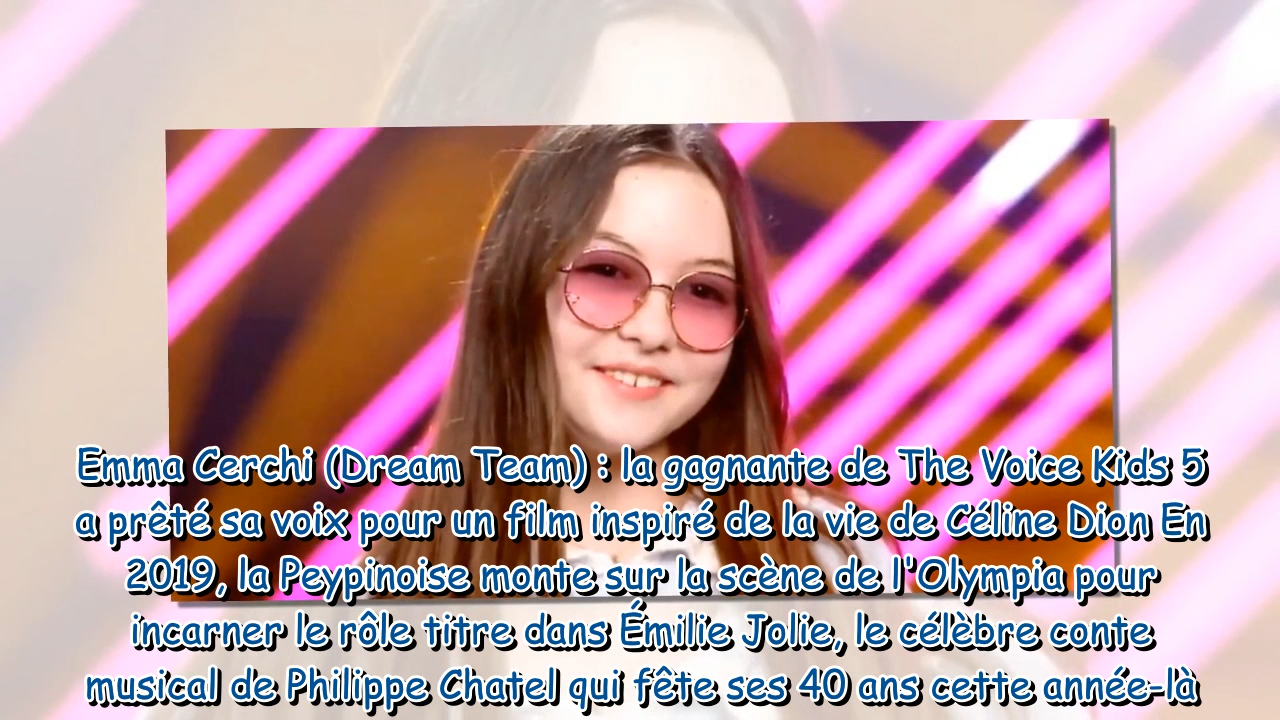 Emma Cerchi (Dream Team) : la gagnante de The Voice Kids 5
a prêté sa voix pour un film inspiré de la vie de Céline Dion En
2019, la Peypinoise monte sur la scène de l'Olympia pour
incarner le rôle titre dans Émilie Jolie, le célèbre conte
musical de Philippe Chatel qui fête ses 40 ans cette année-là